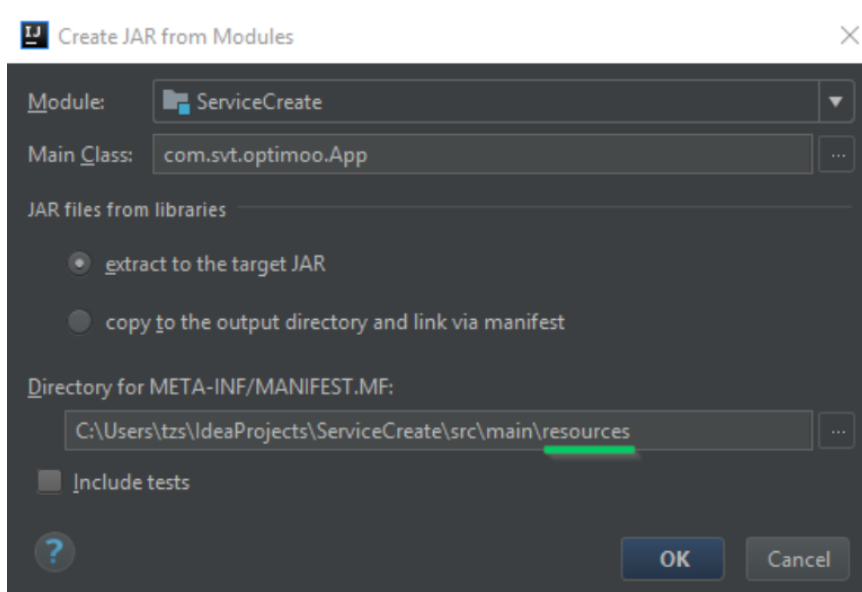 IJ
Create JAR from Modules
Module: ServiceCreate
Main Class: com.svt.optimoo.App ...
JAR files from libraries
extract to the target JAR
copy to the output directory and link via manifest
Directory for META-INF/MANIFEST.MF:
C:\Users\tzs\IdeaProjects\ServiceCreate\src\main\resources ...
Include tests
? OK Cancel